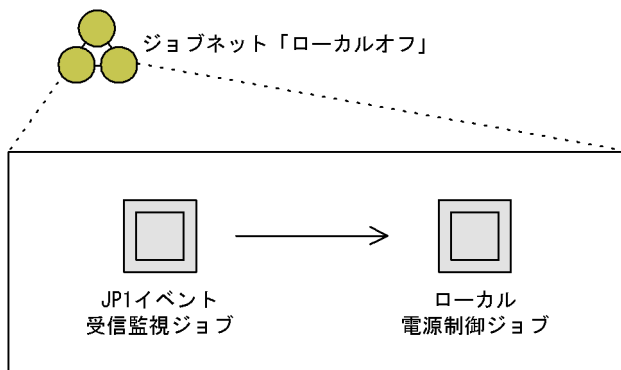 ジョブネット「ローカルオフ」
JP1イベント
受信監視ジョブ
ローカル
電源制御ジョブ